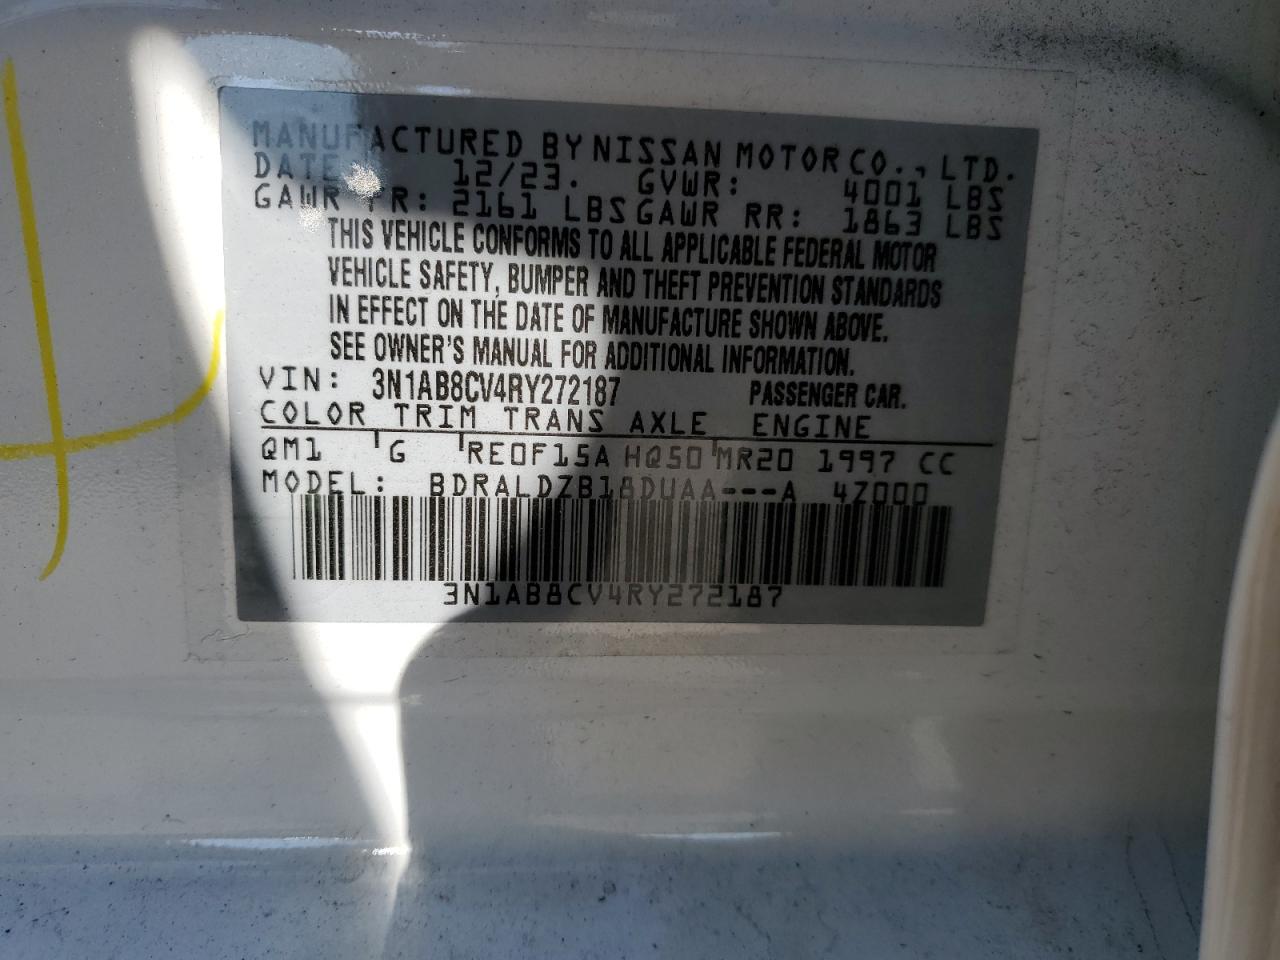 MANUFACTURED BY NISSAN MOTOR CO., LTD.
DATE 12/23. GVWR: 4001 LBS
GAWR FR: 2161 LBS GAWR RR: 1863 LBS
THIS VEHICLE CONFORMS TO ALL APPLICABLE FEDERAL MOTOR
VEHICLE SAFETY, BUMPER AND THEFT PREVENTION STANDARDS
IN EFFECT ON THE DATE OF MANUFACTURE SHOWN ABOVE.
SEE OWNER'S MANUAL FOR ADDITIONAL INFORMATION.
VIN: 3N1AB8CV4RY272187 PASSENGER CAR.
COLOR TRIM TRANS AXLE ENGINE
QM1 G RE0F15A HQ50 MR20 1997 CC
MODEL: BDRALDZB18DUAA---A 4Z000
3N1AB8CV4RY272187